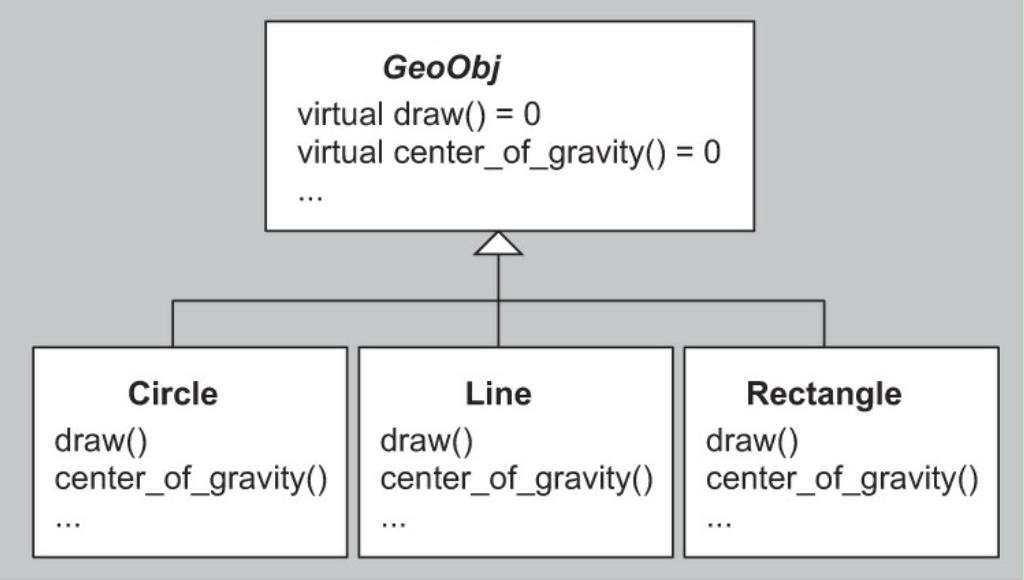 GeoObj
virtual draw() = 0
virtual center_of_gravity() = 0
...
Circle
draw()
center_of_gravity()
...
Line
draw()
center_of_gravity()
...
Rectangle
draw()
center_of_gravity()
...